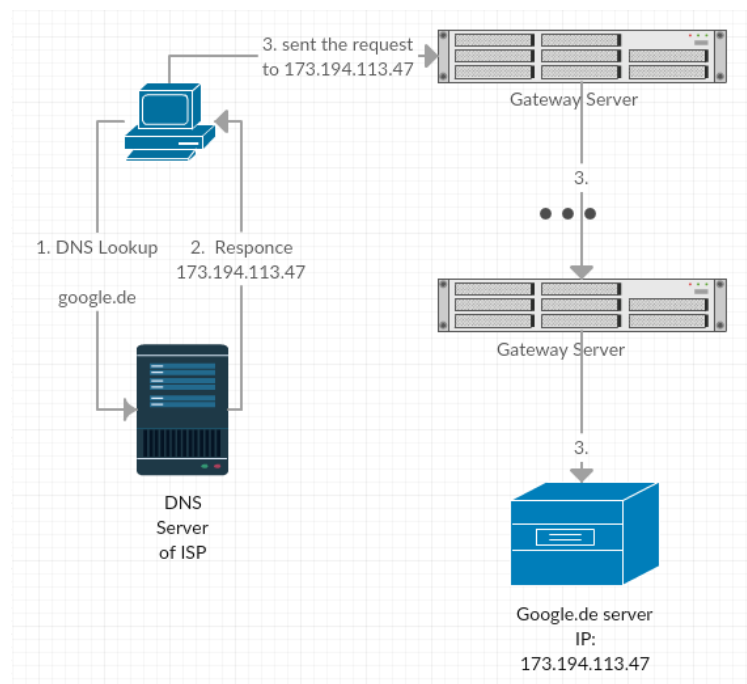 3. sent the request
to 173.194.113.47
Gateway Server
3.
1. DNS Lookup
2. Responce
173.194.113.47
google.de
Gateway Server
3.
DNS
Server
of ISP
Google.de server
IP:
173.194.113.47